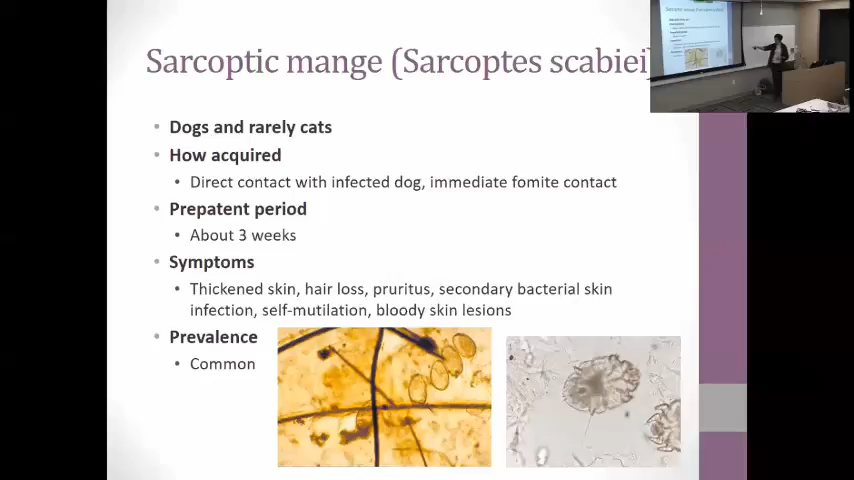 Sarcoptic mange (Sarcoptes scabiei)
• Dogs and rarely cats
• How acquired
• Direct contact with infected dog, immediate fomite contact
• Prepatent period
• About 3 weeks
• Symptoms
• Thickened skin, hair loss, pruritus, secondary bacterial skin
infection, self-mutilation, bloody skin lesions
• Prevalence
• Common